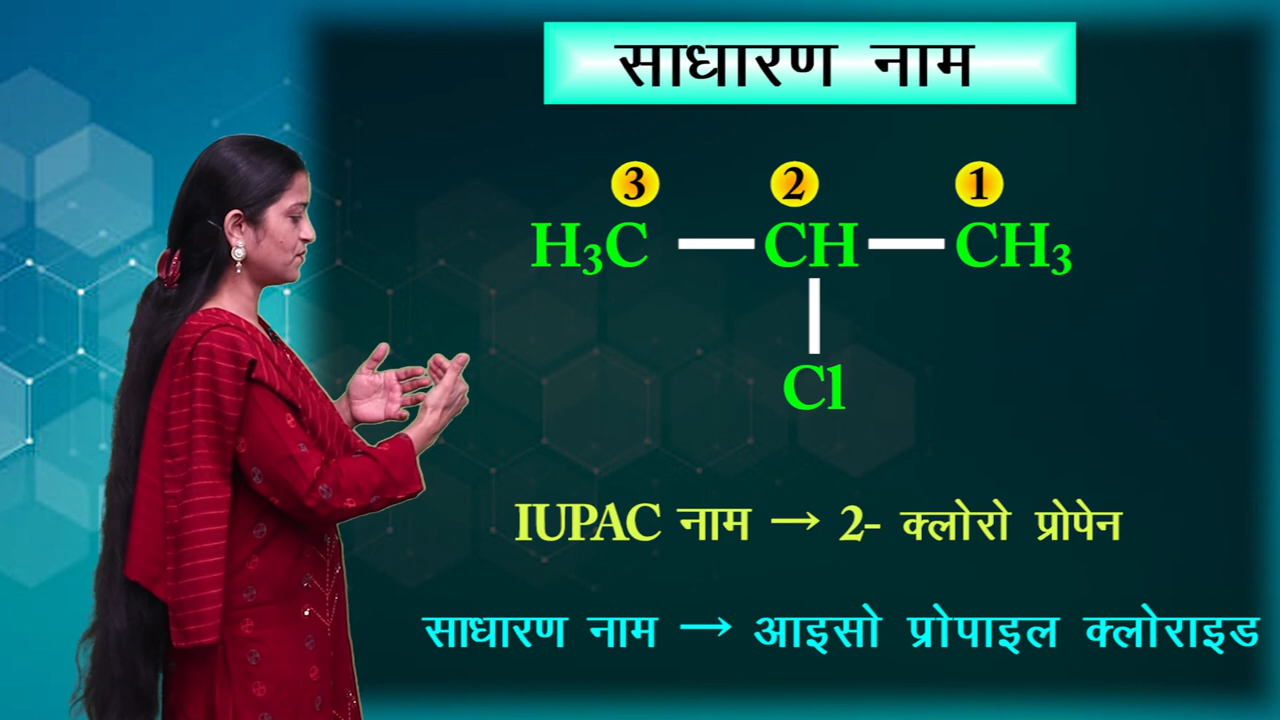 साधारण नाम
3 2 1
H₃C — CH — CH₃
Cl
IUPAC नाम → 2- क्लोरो प्रोपेन
साधारण नाम → आइसो प्रोपाइल क्लोराइड